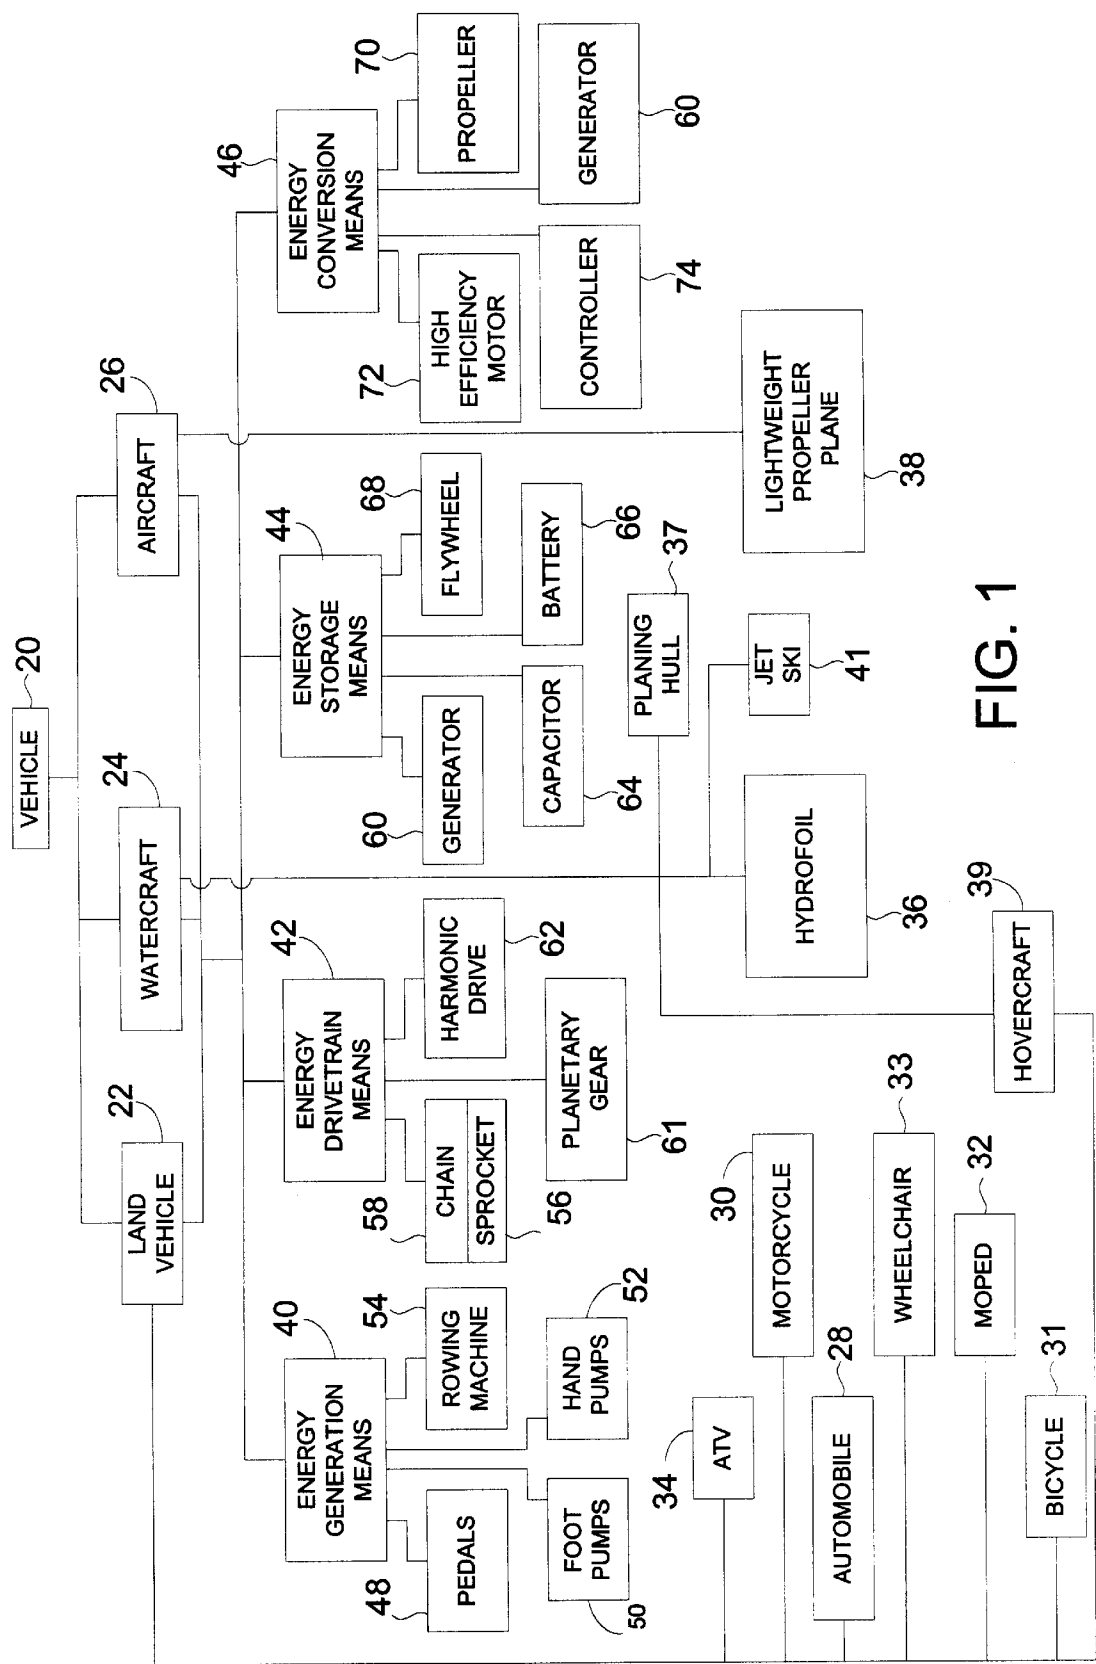 VEHICLE
20
LAND
VEHICLE
22
WATERCRAFT
24
AIRCRAFT
26
ENERGY
GENERATION
MEANS
40
ENERGY
DRIVETRAIN
MEANS
42
ENERGY
STORAGE
MEANS
44
ENERGY
CONVERSION
MEANS
46
48
PEDALS
ROWING
MACHINE
54
FOOT
PUMPS
50
HAND
PUMPS
52
58
CHAIN
SPROCKET
56
HARMONIC
DRIVE
62
PLANETARY
GEAR
61
60
GENERATOR
FLYWHEEL
68
CAPACITOR
64
BATTERY
66
72
HIGH
EFFICIENCY
MOTOR
PROPELLER
70
CONTROLLER
74
GENERATOR
60
34
ATV
MOTORCYCLE
30
AUTOMOBILE
28
WHEELCHAIR
33
MOPED
32
BICYCLE
31
PLANING
HULL
37
HYDROFOIL
36
JET
SKI
41
HOVERCRAFT
39
LIGHTWEIGHT
PROPELLER
PLANE
38
FIG. 1